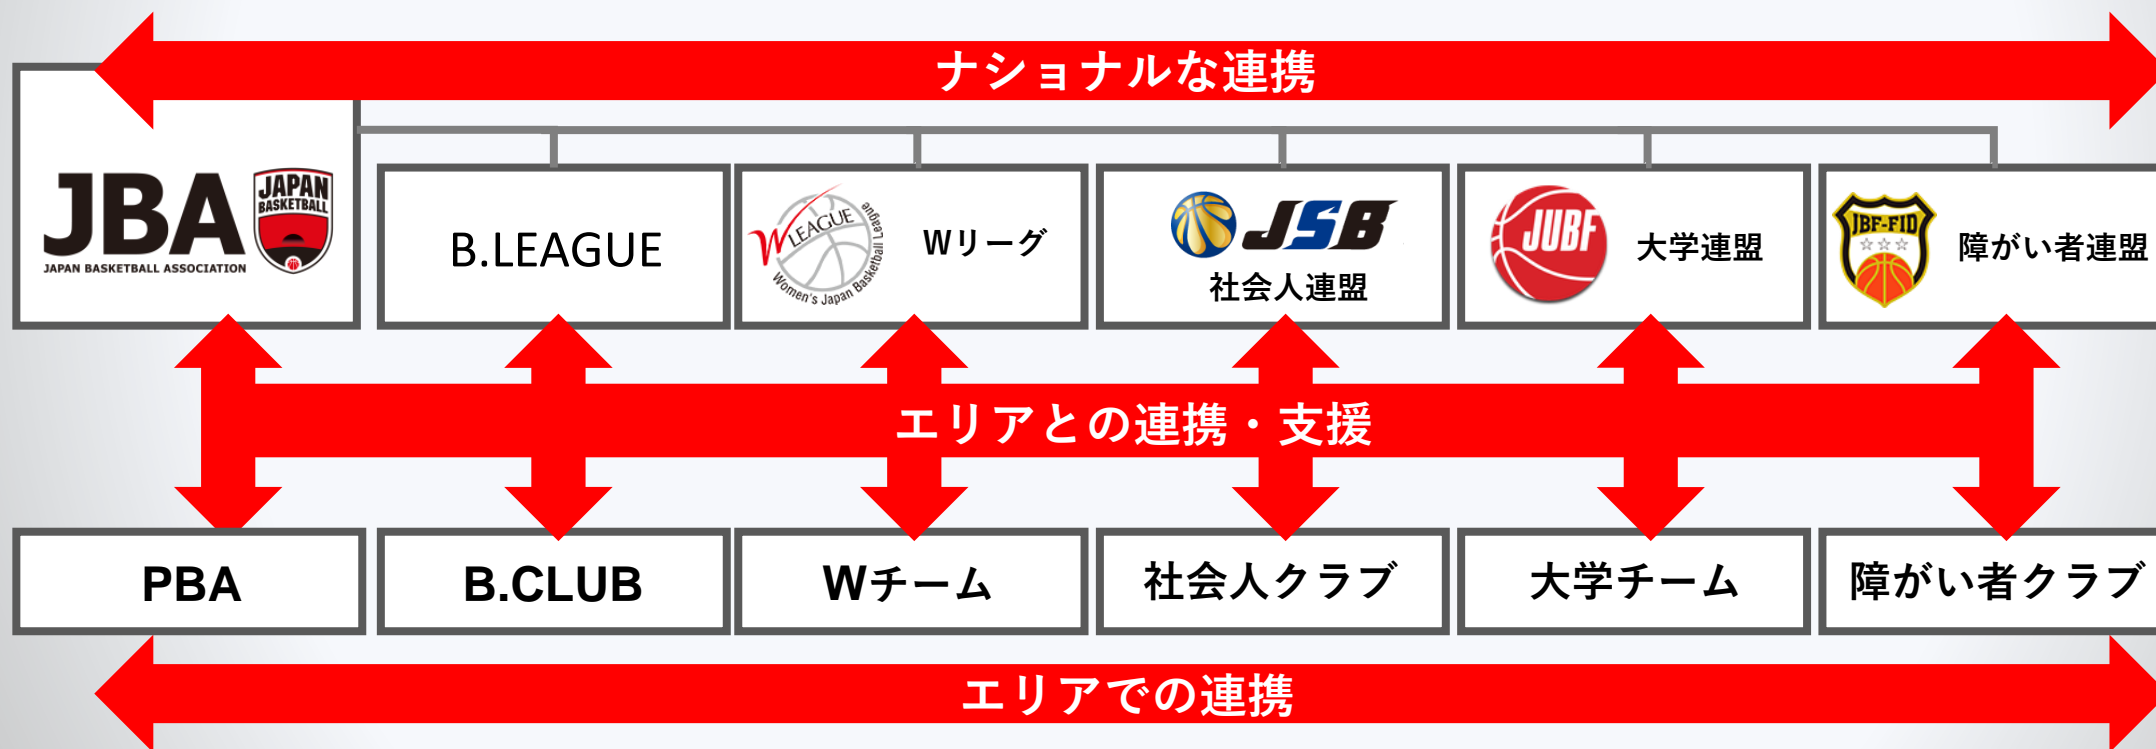 ナショナルな連携
JBA
JAPAN BASKETBALL ASSOCIATION
JAPAN
BASKETBALL
B.LEAGUE
W LEAGUE
Women's Japan Basketball League
Wリーグ
JSB
社会人連盟
JUBF
大学連盟
JBF-FID
障がい者連盟
エリアとの連携・支援
PBA
B.CLUB
Wチーム
社会人クラブ
大学チーム
障がい者クラブ
エリアでの連携